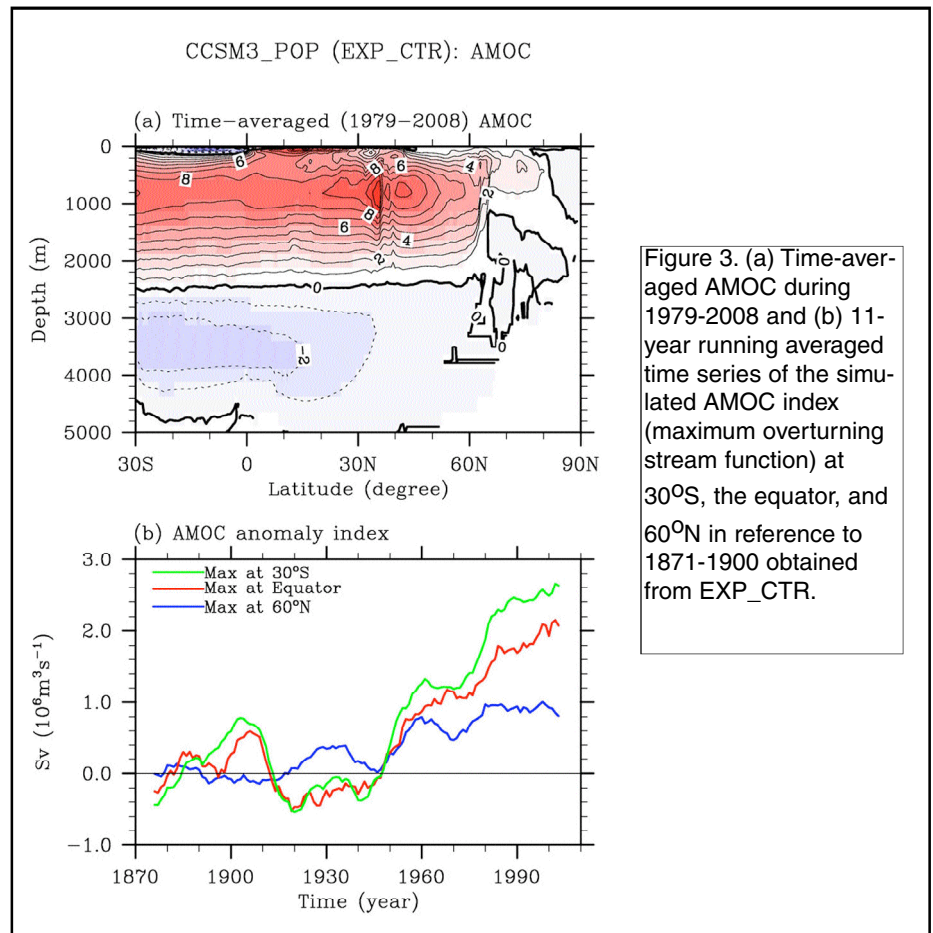 CCSM3_POP (EXP_CTR): AMOC
(a) Time-averaged (1979-2008) AMOC
0
1000
2000
3000
4000
5000
Depth (m)
6
8
8
6
4
2
8
6
4
2
0
0
0
0
-2
30S 0 30N 60N 90N
Latitude (degree)
(b) AMOC anomaly index
3.0
2.0
1.0
0.0
-1.0
Sv (10⁶m³s⁻¹)
Max at 30°S
Max at Equator
Max at 60°N
1870 1900 1930 1960 1990
Time (year)
Figure 3. (a) Time-aver-
aged AMOC during
1979-2008 and (b) 11-
year running averaged
time series of the simu-
lated AMOC index
(maximum overturning
stream function) at
30ºS, the equator, and
60ºN in reference to
1871-1900 obtained
from EXP_CTR.